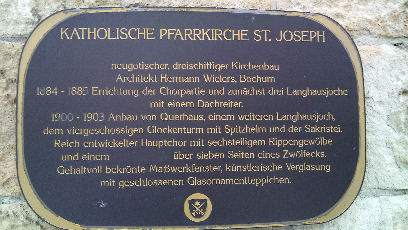 KATHOLISCHE PFARRKIRCHE ST. JOSEPH
neugotischer, dreischiffiger Kirchenbau
Architekt Hermann Wielers, Bochum
1884 - 1885 Errichtung der Chorpartie und zunächst drei Langhausjoche
mit einem Dachreiter.
1900 - 1903 Anbau von Querhaus, einem weiteren Langhausjoch,
dem viergeschossigen Glockenturm mit Spitzhelm und der Sakristei.
Reich entwickelter Hauptchor mit sechsteiligem Rippengewölbe
und einem über sieben Seiten eines Zwölfecks.
Gehaltvoll bekrönte Maßwerkfenster, künstlerische Verglasung
mit geschlossenen Glasornamentteppichen.